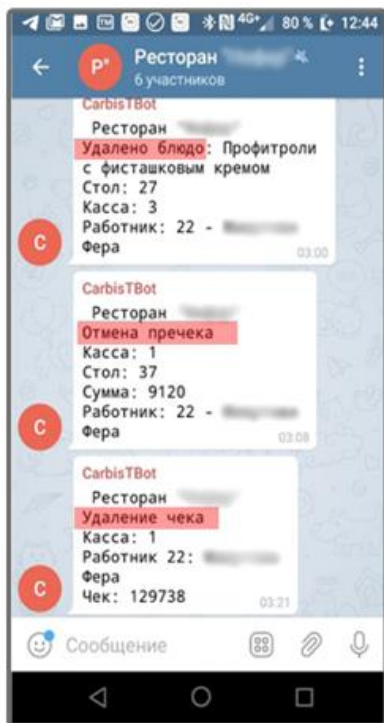 4G+ 80 % 12:44
P"
Ресторан "
6 участников
CarbisTBot
Ресторан
Удалено блюдо: Профитроли
с фисташковым кремом
Стол: 27
Касса: 3
Работник: 22 -
Фера
03:00
C
CarbisTBot
Ресторан
Отмена пречека
Касса: 1
Стол: 37
Сумма: 9120
Работник: 22 -
Фера
03:08
C
CarbisTBot
Ресторан
Удаление чека
Касса: 1
Работник 22:
Фера
Чек: 129738
03:21
C
Сообщение